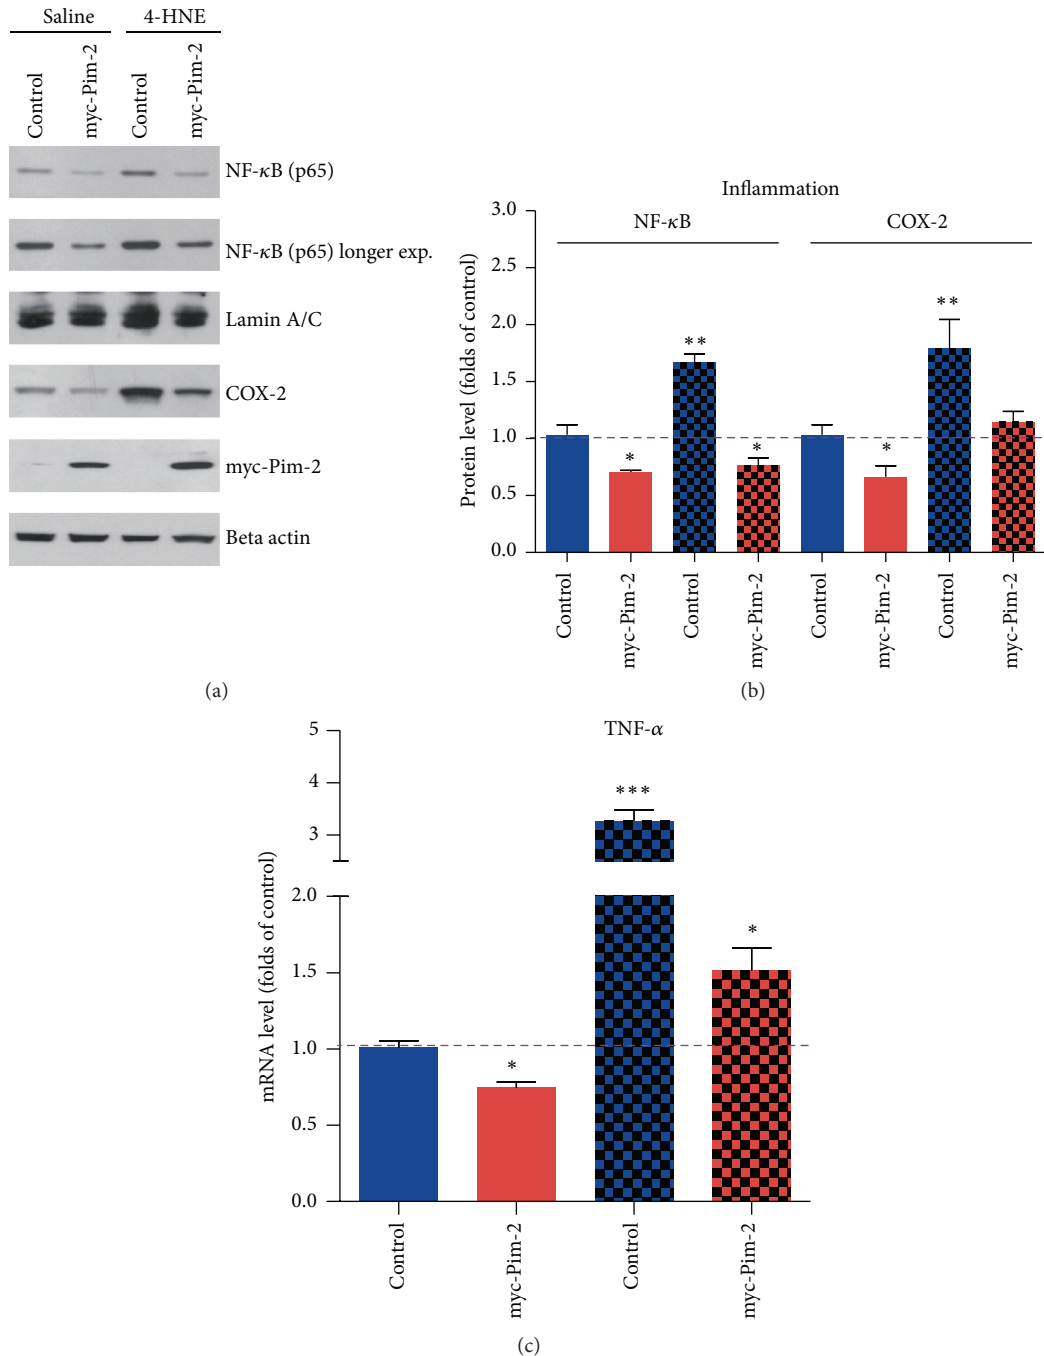 Saline 4-HNE
Control
myc-Pim-2
Control
myc-Pim-2
NF-κB (p65)
NF-κB (p65) longer exp.
Lamin A/C
COX-2
myc-Pim-2
Beta actin
(a)
Inflammation
NF-κB COX-2
Protein level (folds of control)
3.0
2.5
2.0
1.5
1.0
0.5
0.0
**
*
*
**
*
Control
myc-Pim-2
Control
myc-Pim-2
Control
myc-Pim-2
Control
myc-Pim-2
(b)
TNF-α
mRNA level (folds of control)
5
4
3
2.0
1.5
1.0
0.5
0.0
***
*
*
Control
myc-Pim-2
Control
myc-Pim-2
(c)